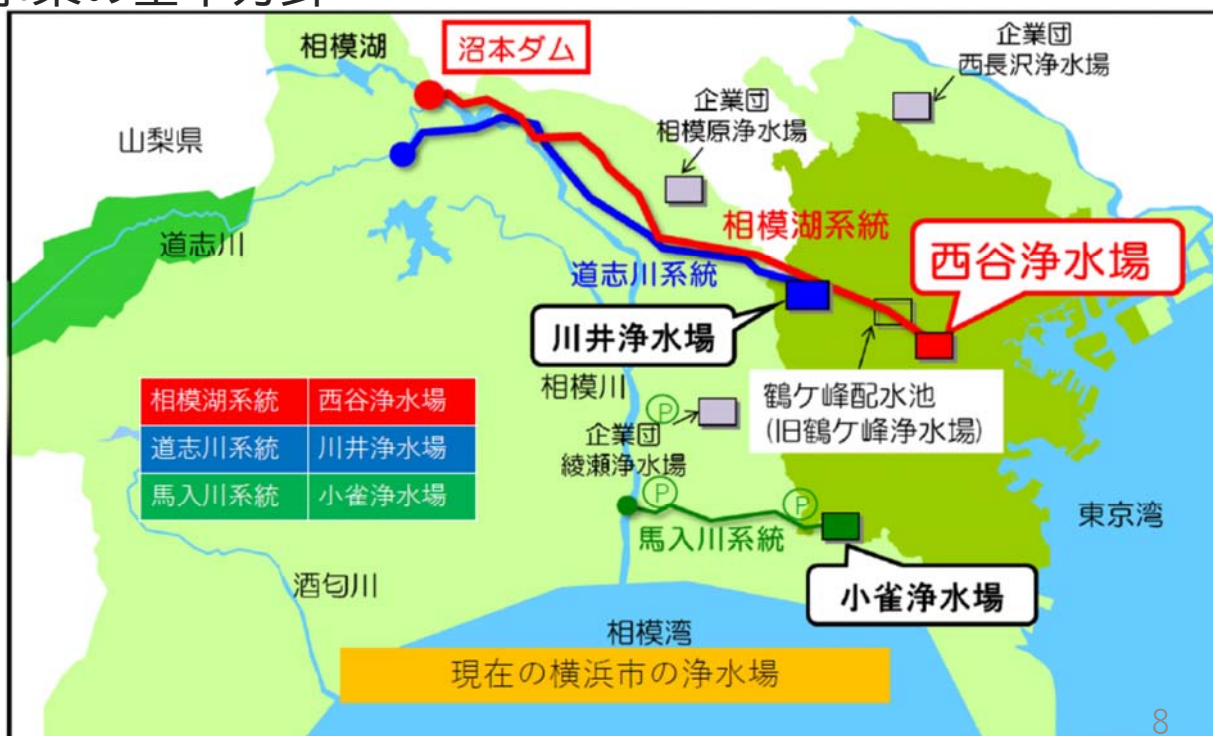 相模湖
沼本ダム
企業団
西長沢浄水場
企業団
相模原浄水場
山梨県
道志川
相模湖系統
西谷浄水場
道志川系統
川井浄水場
相模川
鶴ケ峰配水池
(旧鶴ケ峰浄水場)
相模湖系統 西谷浄水場
道志川系統 川井浄水場
馬入川系統 小雀浄水場
P
企業団
綾瀬浄水場
P
P
馬入川系統
東京湾
小雀浄水場
酒匂川
相模湾
現在の横浜市の浄水場
8